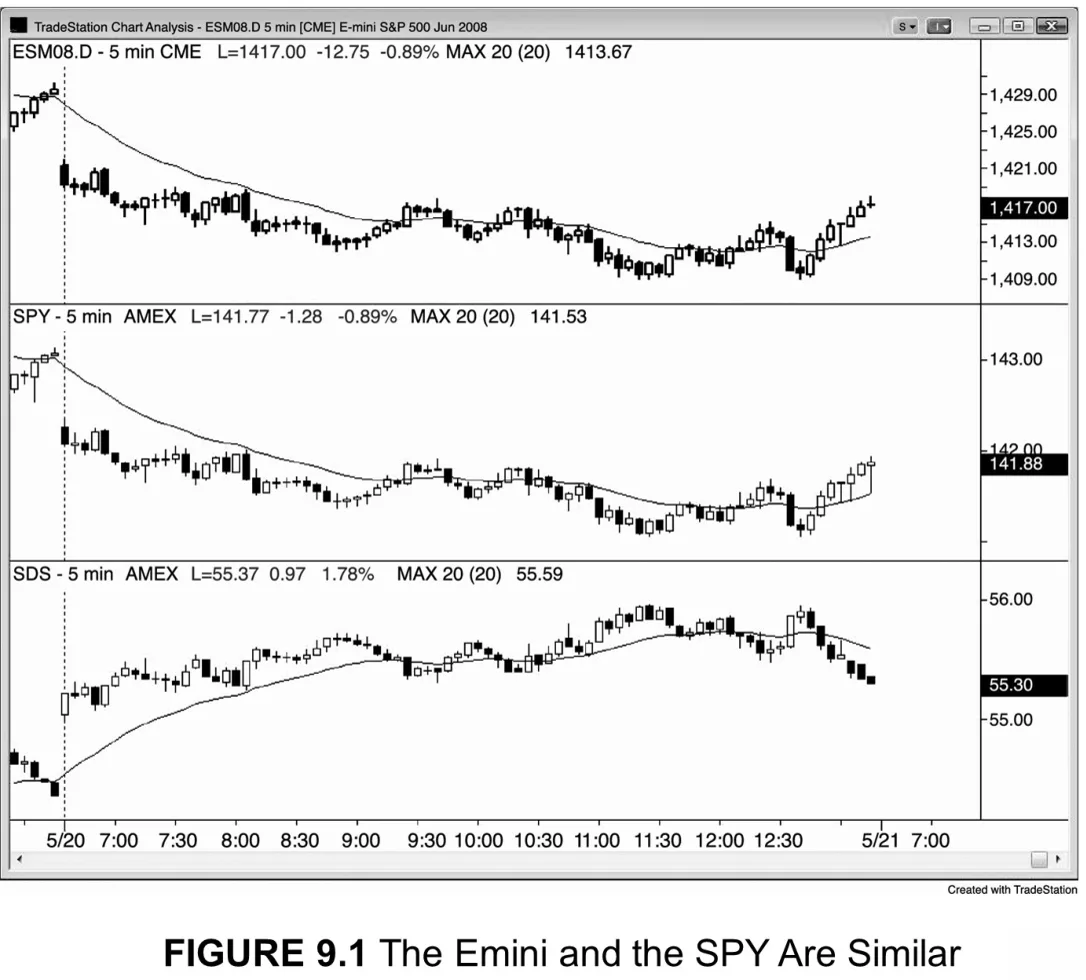 TradeStation Chart Analysis - ESM08.D 5 min [CME] E-mini S&P 500 Jun 2008
S
ESM08.D - 5 min CME L=1417.00 -12.75 -0.89% MAX 20 (20) 1413.67
1,429.00
1,425.00
1,421.00
1,417.00
1,413.00
1,409.00
SPY - 5 min AMEX L=141.77 -1.28 -0.89% MAX 20 (20) 141.53
143.00
142.00
141.88
SDS - 5 min AMEX L=55.37 0.97 1.78% MAX 20 (20) 55.59
56.00
55.30
55.00
5/20 7:00 7:30 8:00 8:30 9:00 9:30 10:00 10:30 11:00 11:30 12:00 12:30 5/21 7:00
Created with TradeStation
FIGURE 9.1 The Emini and the SPY Are Similar